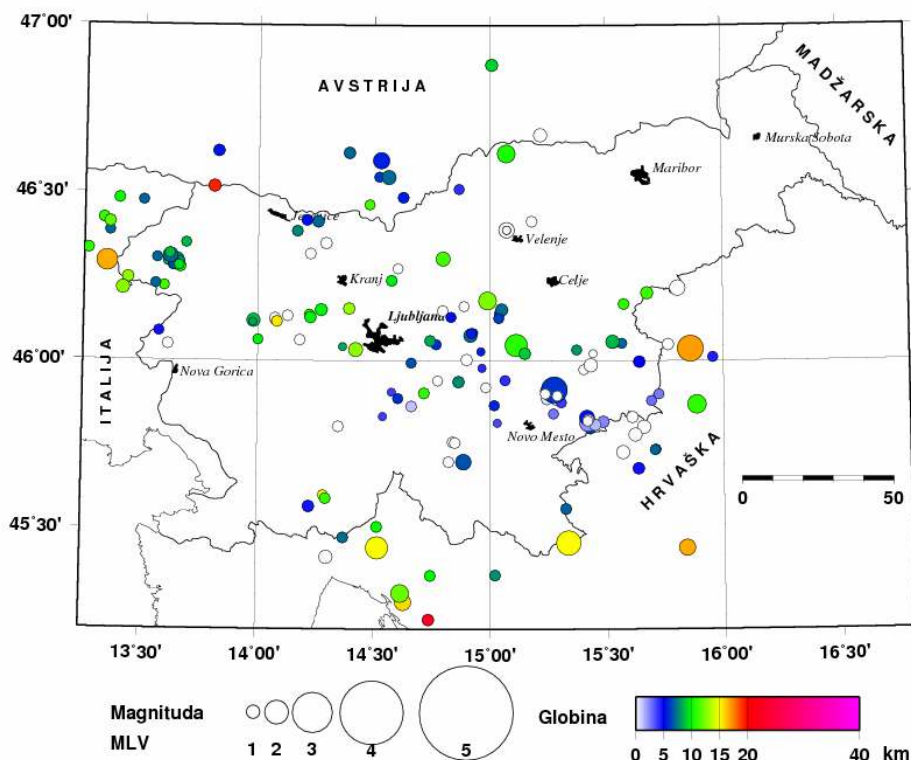 47°00'
AVSTRIJA
MADŽARSKA
Murska Sobota
Maribor
46°30'
Velenje
Kranj
Celje
Ljubljana
46°00'
ITALIJA
Nova Gorica
Novo Mesto
HRVAŠKA
0 50
45°30'
13°30' 14°00' 14°30' 15°00' 15°30' 16°00' 16°30'
Magnituda
MLV
1 2 3 4 5
Globina
0 5 10 15 20 40 km